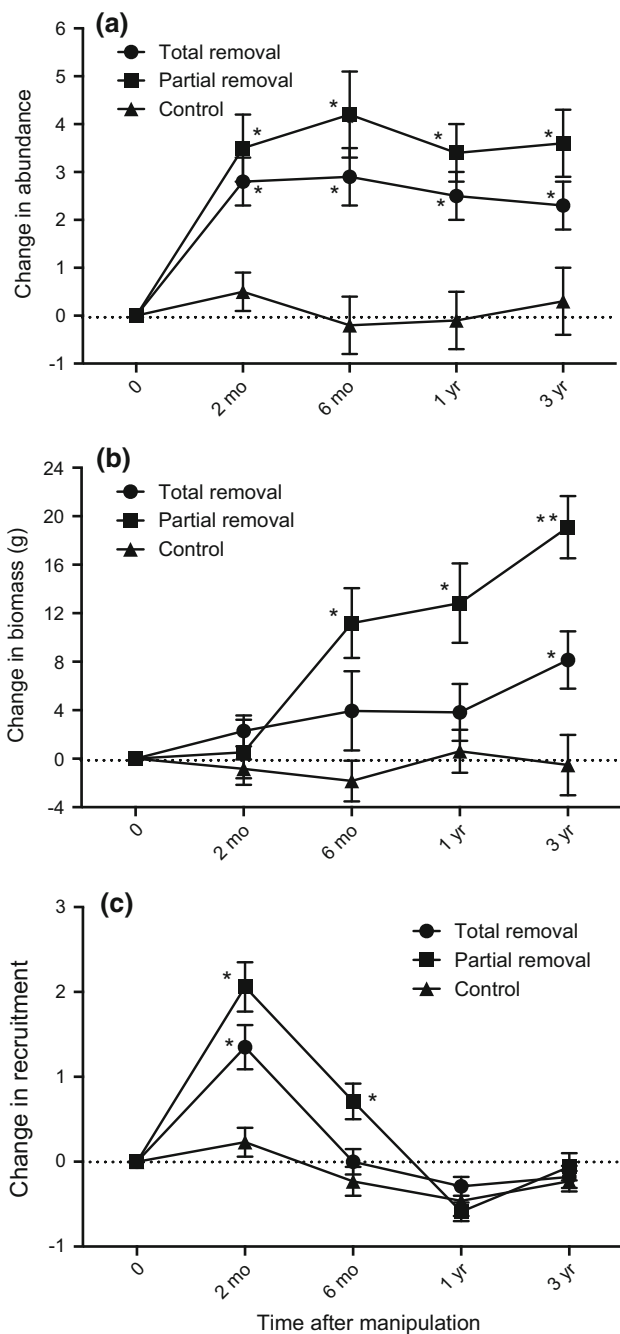 (a)
Total removal
Partial removal
Control
Change in abundance
6
5
4
3
2
1
0
-1
*
*
*
*
*
*
*
*
0
2 mo
6 mo
1 yr
3 yr
(b)
Total removal
Partial removal
Control
Change in biomass (g)
24
20
16
12
8
4
0
-4
*
*
**
*
0
2 mo
6 mo
1 yr
3 yr
(c)
Total removal
Partial removal
Control
Change in recruitment
3
2
1
0
-1
*
*
*
0
2 mo
6 mo
1 yr
3 yr
Time after manipulation